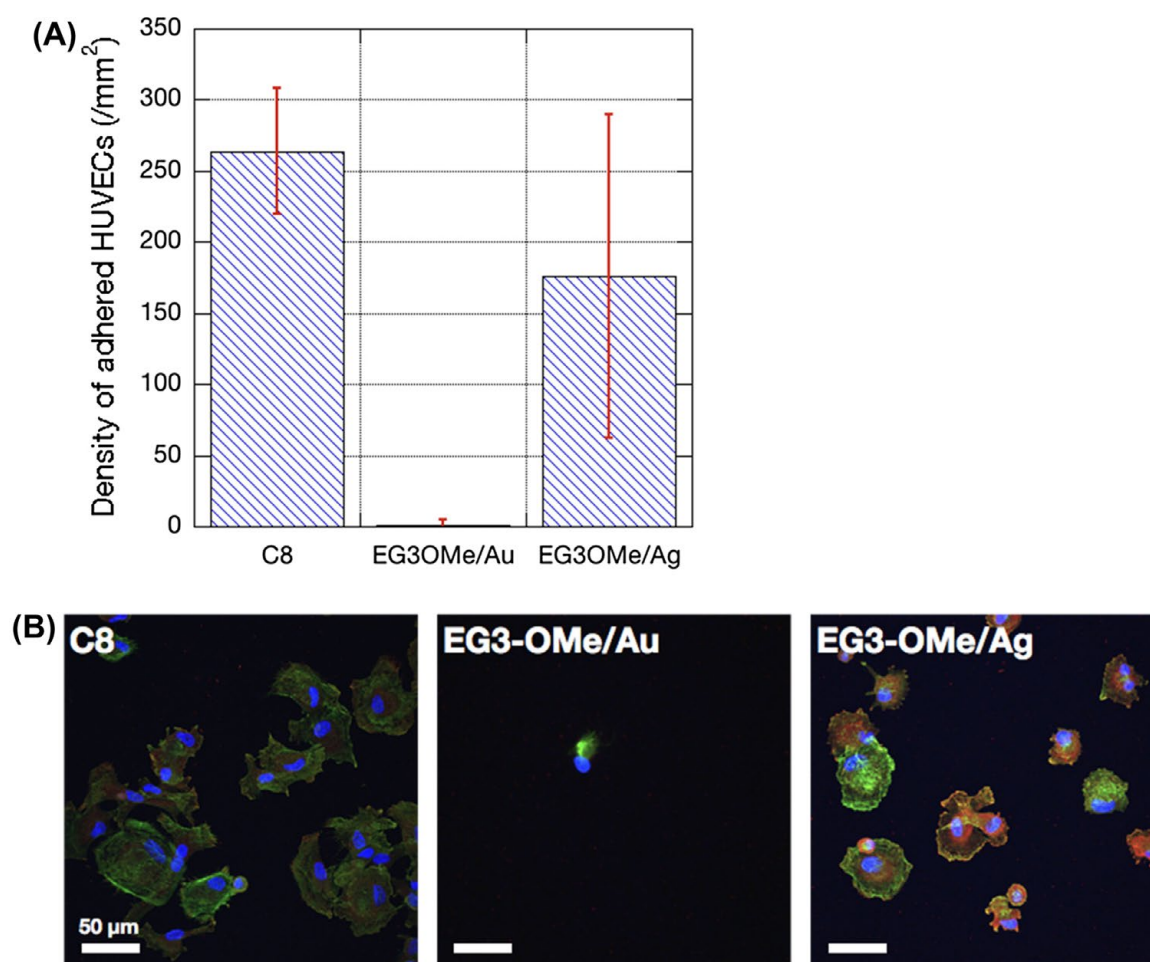 (A)
Density of adhered HUVECs (/mm²)
350
300
250
200
150
100
50
0
C8
EG3OMe/Au
EG3OMe/Ag
(B)
C8
EG3-OMe/Au
EG3-OMe/Ag
50 µm